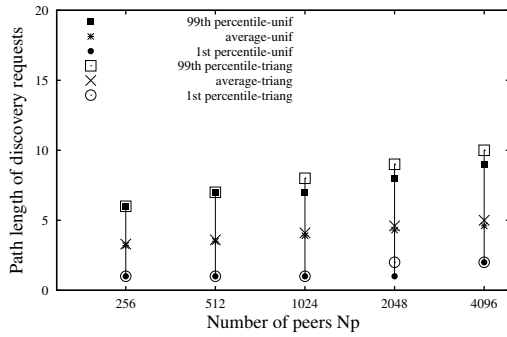 20
15
10
5
0
Path length of discovery requests
99th percentile-unif
average-unif
1st percentile-unif
99th percentile-triang
average-triang
1st percentile-triang
256 512 1024 2048 4096
Number of peers Np